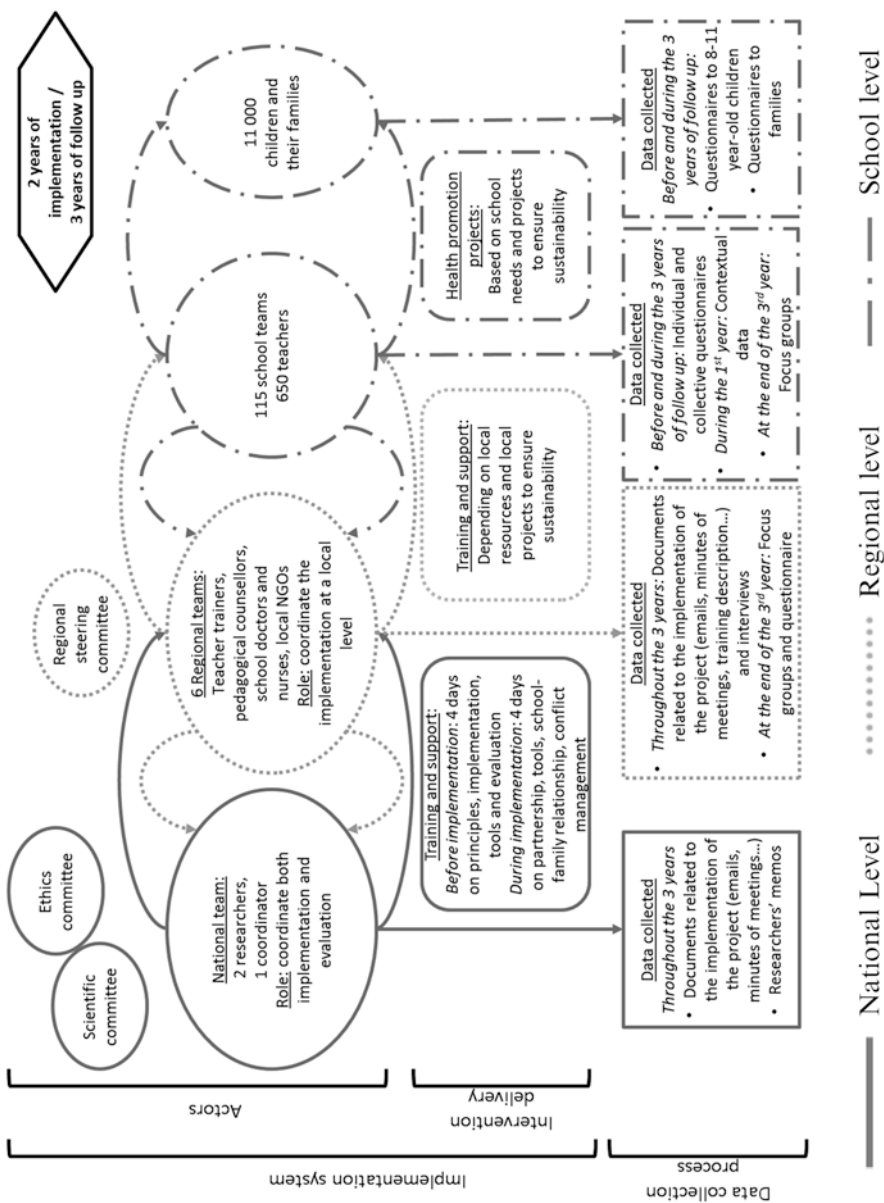 2 years of
implementation /
3 years of follow up
Scientific
committee
Ethics
committee
Regional
steering
committee
Actors
Implementation system
National team:
2 researchers,
1 coordinator
Role: coordinate both
implementation and
evaluation
6 Regional teams:
Teacher trainers,
pedagogical counsellors,
school doctors and
nurses, local NGOs
Role: coordinate the
implementation at a local
level
115 school teams
650 teachers
11 000
children and
their families
Intervention
delivery
Training and support:
Before implementation: 4 days
on principles, implementation,
tools and evaluation
During implementation: 4 days
on partnership, tools, school-
family relationship, conflict
management
Training and support:
Depending on local
resources and local
projects to ensure
sustainability
Health promotion
projects:
Based on school
needs and projects
to ensure
sustainability
Data collection
process
Data collected
Throughout the 3 years
• Documents related to
the implementation of
the project (emails,
minutes of meetings...)
• Researchers' memos
Data collected
• Throughout the 3 years: Documents
related to the implementation of
the project (emails, minutes of
meetings, training description...)
and interviews
• At the end of the 3rd year: Focus
groups and questionnaire
Data collected
• Before and during the 3 years
of follow up: Individual and
collective questionnaires
• During the 1st year: Contextual
data
• At the end of the 3rd year:
Focus groups
Data collected
Before and during the 3
years of follow up:
• Questionnaires to 8-11
year-old children
• Questionnaires to
families
National Level
Regional level
School level